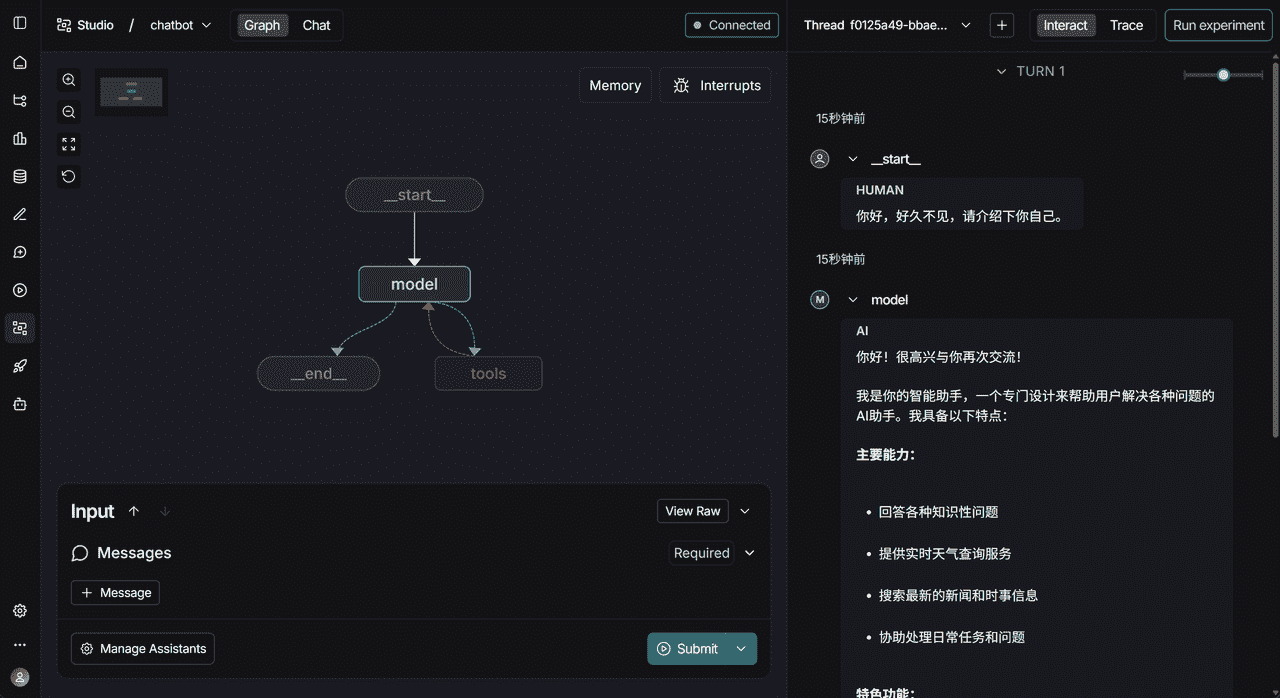 Studio / chatbot
Graph Chat
Connected
Memory
Interrupts
__start__
model
__end__
tools
Input
View Raw
Messages
Required
+ Message
Manage Assistants
Submit
Thread f0125a49-bbae...
+
Interact Trace
Run experiment
TURN 1
15秒钟前
__start__
HUMAN
你好，好久不见，请介绍下你自己。
15秒钟前
M
model
AI
你好！很高兴与你再次交流！
我是你的智能助手，一个专门设计来帮助用户解决各种问题的
AI助手。我具备以下特点：
主要能力：
• 回答各种知识性问题
• 提供实时天气查询服务
• 搜索最新的新闻和时事信息
• 协助处理日常任务和问题
特色功能：